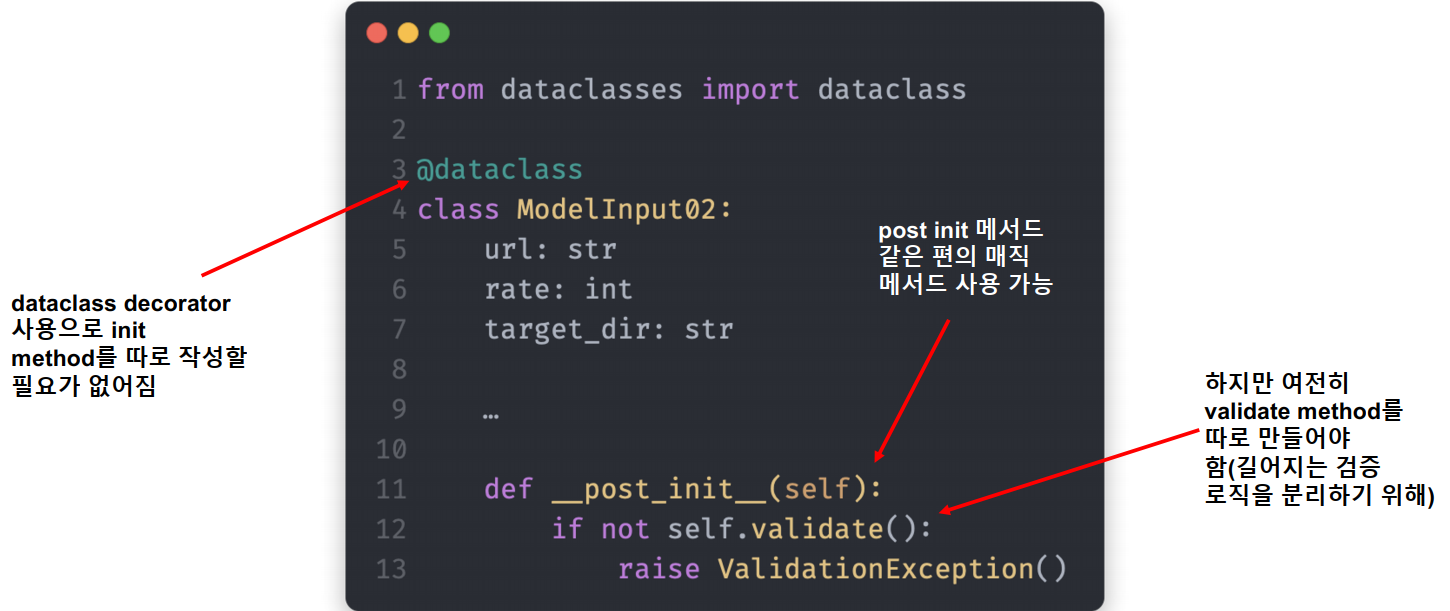 1 from dataclasses import dataclass
2
3 @dataclass
4 class ModelInput02:
5     url: str
6     rate: int
7     target_dir: str
8
9     …
10
11     def __post_init__(self):
12         if not self.validate():
13             raise ValidationException()
dataclass decorator
사용으로 init
method를 따로 작성할
필요가 없어짐
post init 메서드
같은 편의 매직
메서드 사용 가능
하지만 여전히
validate method를
따로 만들어야
함(길어지는 검증
로직을 분리하기 위해)